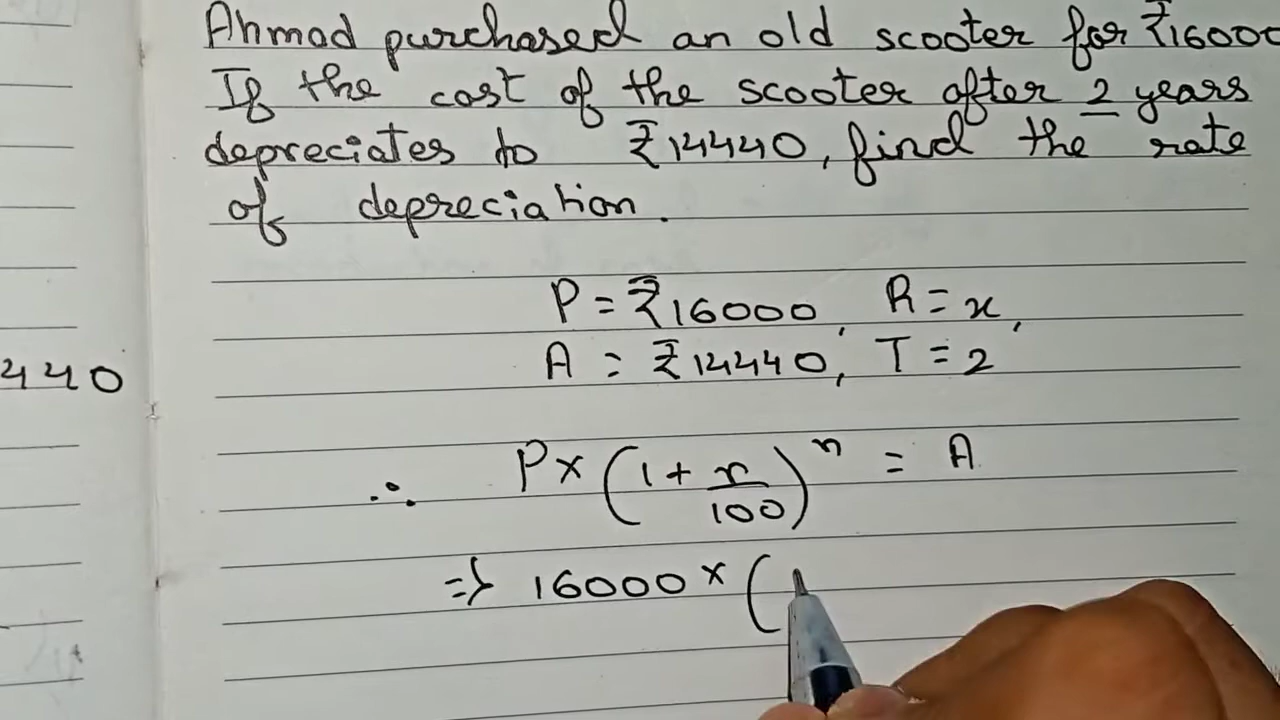 Ahmad purchased an old scooter for ₹16000
If the cost of the scooter after 2 years
depreciates to ₹14440, find the rate
of depreciation.
P = ₹16000, R = x,
A = ₹14440, T = 2
440
∴ P × (1 + r/100)^n = A
⇒ 16000 × (